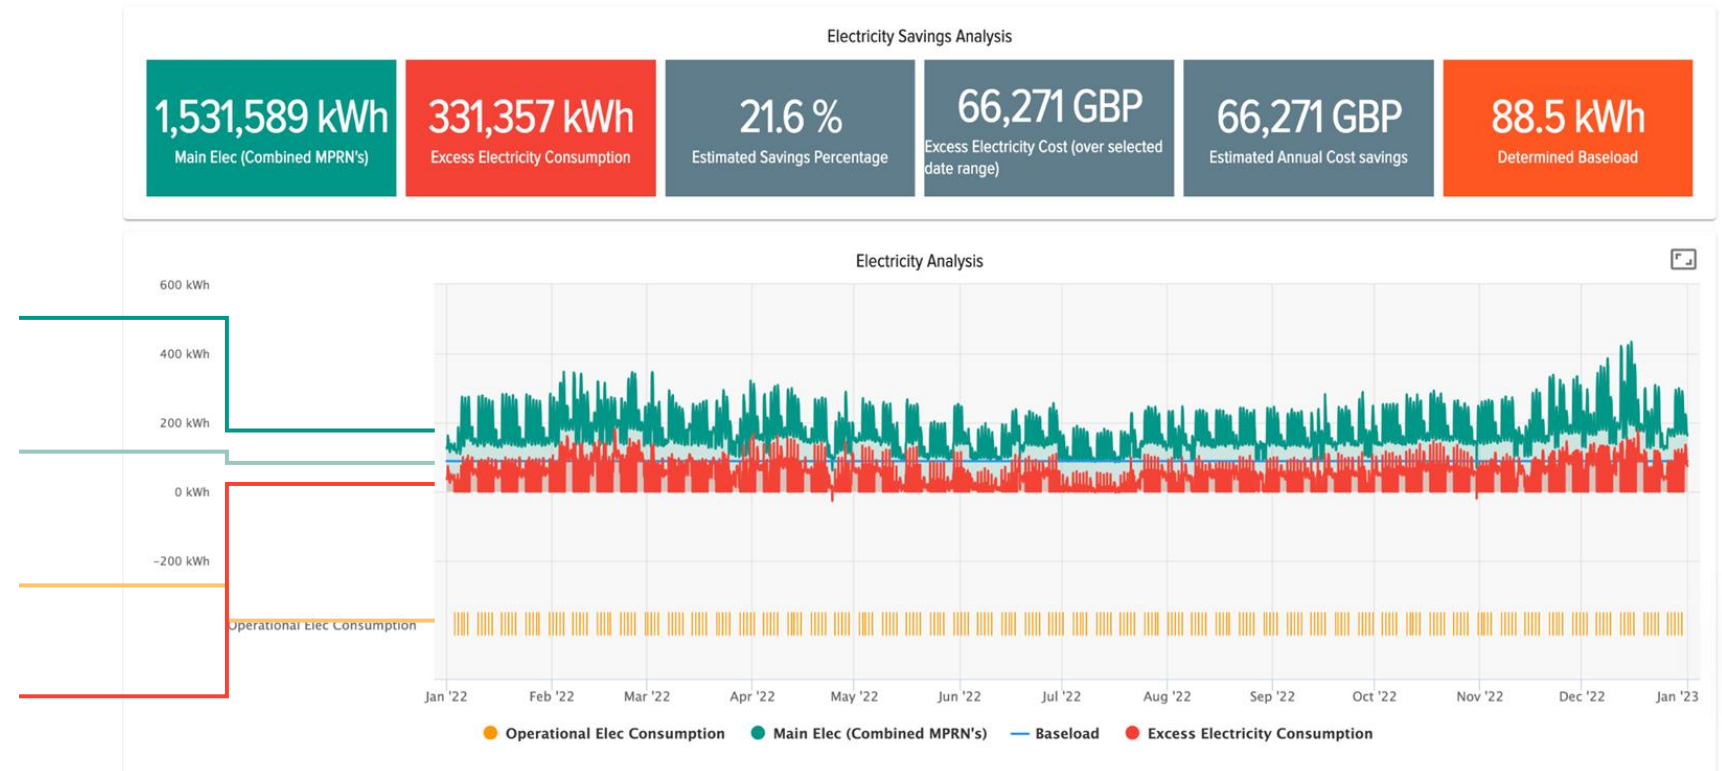 Electricity Savings Analysis
1,531,589 kWh
Main Elec (Combined MPRN's)
331,357 kWh
Excess Electricity Consumption
21.6 %
Estimated Savings Percentage
66,271 GBP
Excess Electricity Cost (over selected
date range)
66,271 GBP
Estimated Annual Cost savings
88.5 kWh
Determined Baseload
Electricity Analysis
600 kWh
400 kWh
200 kWh
0 kWh
-200 kWh
Operational Elec Consumption
Jan '22 Feb '22 Mar '22 Apr '22 May '22 Jun '22 Jul '22 Aug '22 Sep '22 Oct '22 Nov '22 Dec '22 Jan '23
Operational Elec Consumption Main Elec (Combined MPRN's) Baseload Excess Electricity Consumption